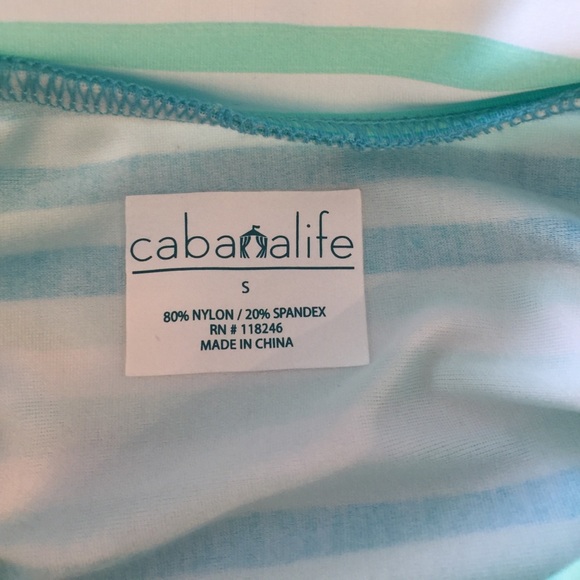 cabanalife
S
80% NYLON / 20% SPANDEX
RN # 118246
MADE IN CHINA